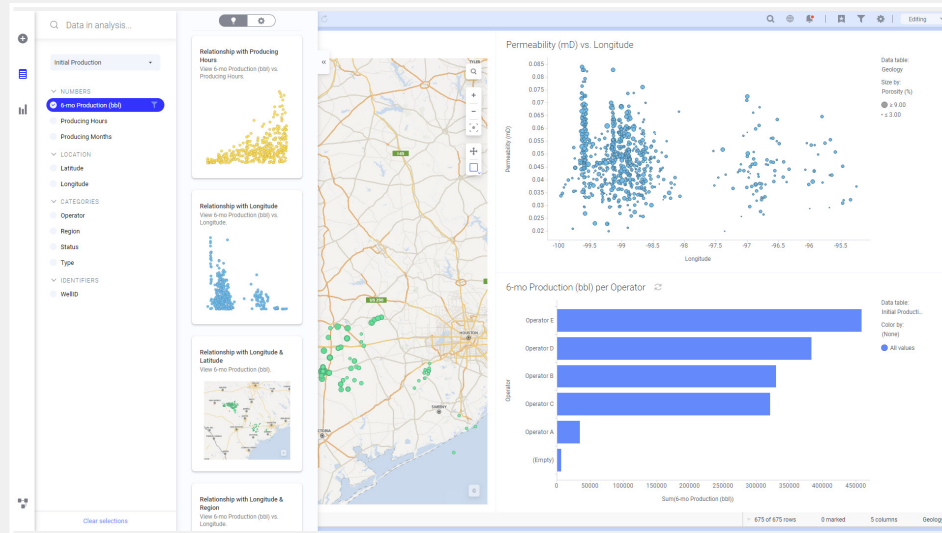 Data in analysis...
Initial Production
NUMBERS
6-mo Production (bbl)
Producing Hours
Producing Months
LOCATION
Latitude
Longitude
CATEGORIES
Operator
Region
Status
Type
IDENTIFIERS
WellID
Clear selections
Relationship with Producing
Hours
View 6-mo Production (bbl) vs.
Producing Hours.
Relationship with Longitude
View 6-mo Production (bbl) vs.
Longitude.
Relationship with Longitude &
Latitude
View 6-mo Production (bbl).
Relationship with Longitude &
Region
View 6-mo Production (bbl) vs.
Longitude.
Editing
TYLER
US 290
HOUSTON
Permeability (mD) vs. Longitude
Permeability (mD)
0.085
0.08
0.075
0.07
0.065
0.06
0.055
0.05
0.045
0.04
0.035
0.03
0.025
0.02
-100
-99.5
-99
-98.5
-98
-97.5
-97
-96.5
-96
-95.5
Longitude
Data table:
Geology
Size by:
Porosity (%)
≥ 9.00
≤ 3.00
6-mo Production (bbl) per Operator
Operator
Operator E
Operator D
Operator B
Operator C
Operator A
(Empty)
0
50000
100000
150000
200000
250000
300000
350000
400000
450000
Sum(6-mo Production (bbl))
Data table:
Initial Producti...
Color by:
(None)
All values
675 of 675 rows
0 marked
5 columns
Geology